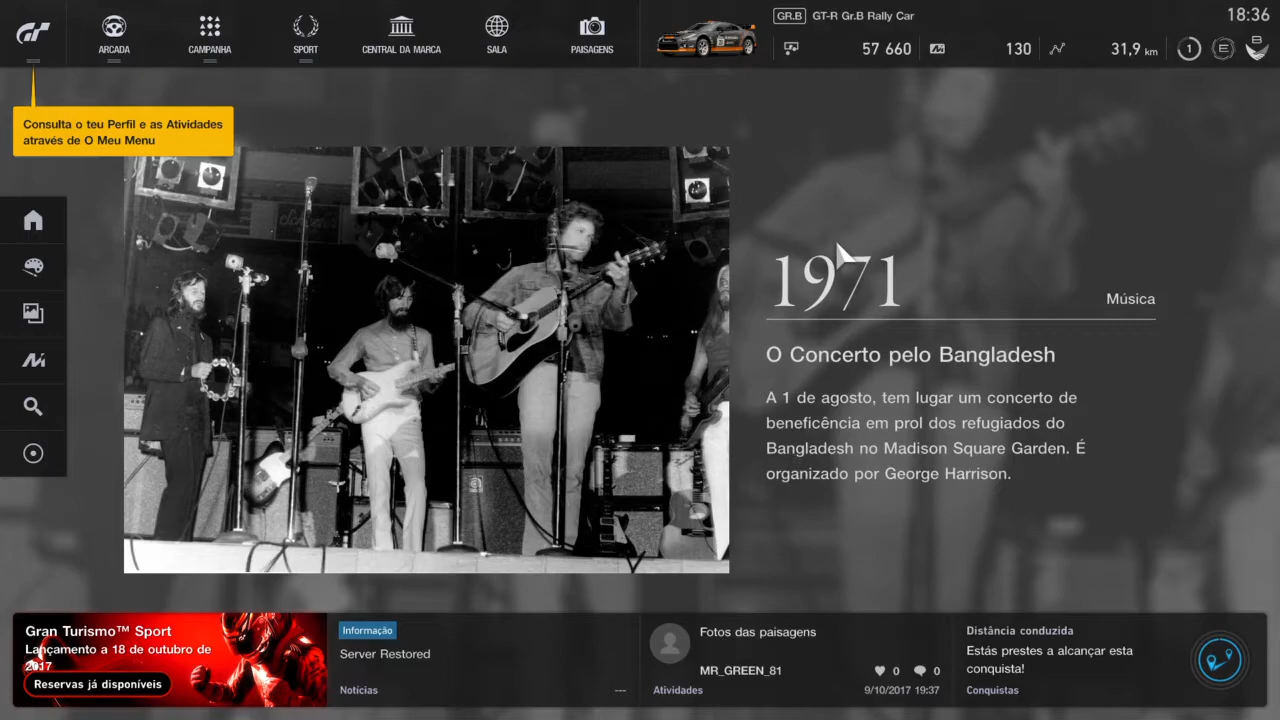 ARCADA
CAMPANHA
SPORT
CENTRAL DA MARCA
SALA
PAISAGENS
GR.B GT-R Gr.B Rally Car
57 660
130
31,9 km
1
E
B
18:36
Consulta o teu Perfil e as Atividades
através de O Meu Menu
1971
Música
O Concerto pelo Bangladesh
A 1 de agosto, tem lugar um concerto de
beneficência em prol dos refugiados do
Bangladesh no Madison Square Garden. É
organizado por George Harrison.
Gran Turismo™ Sport
Lançamento a 18 de outubro de
2017
Reservas já disponíveis
Informação
Server Restored
Notícias
---
Fotos das paisagens
MR_GREEN_81
0
0
Atividades
9/10/2017 19:37
Distância conduzida
Estás prestes a alcançar esta
conquista!
Conquistas